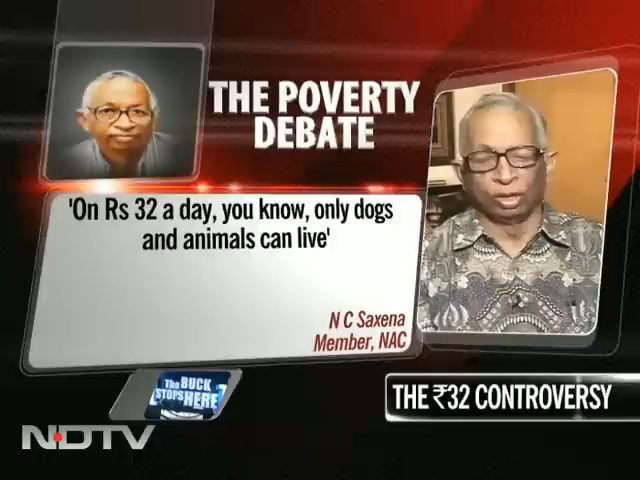 THE POVERTY
DEBATE
'On Rs 32 a day, you know, only dogs
and animals can live'
N C Saxena
Member, NAC
The BUCK
STOPS HERE
THE ₹32 CONTROVERSY
NDTV